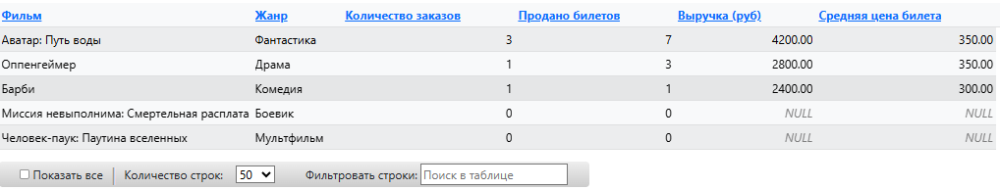 Фильм Жанр Количество заказов Продано билетов Выручка (руб) Средняя цена билета
Аватар: Путь воды Фантастика 3 7 4200.00 350.00
Оппенгеймер Драма 1 3 2800.00 350.00
Барби Комедия 1 1 2400.00 300.00
Миссия невыполнима: Смертельная расплата Боевик 0 0 NULL NULL
Человек-паук: Паутина вселенных Мультфильм 0 0 NULL NULL
Показать все Количество строк: 50 Фильтровать строки: Поиск в таблице